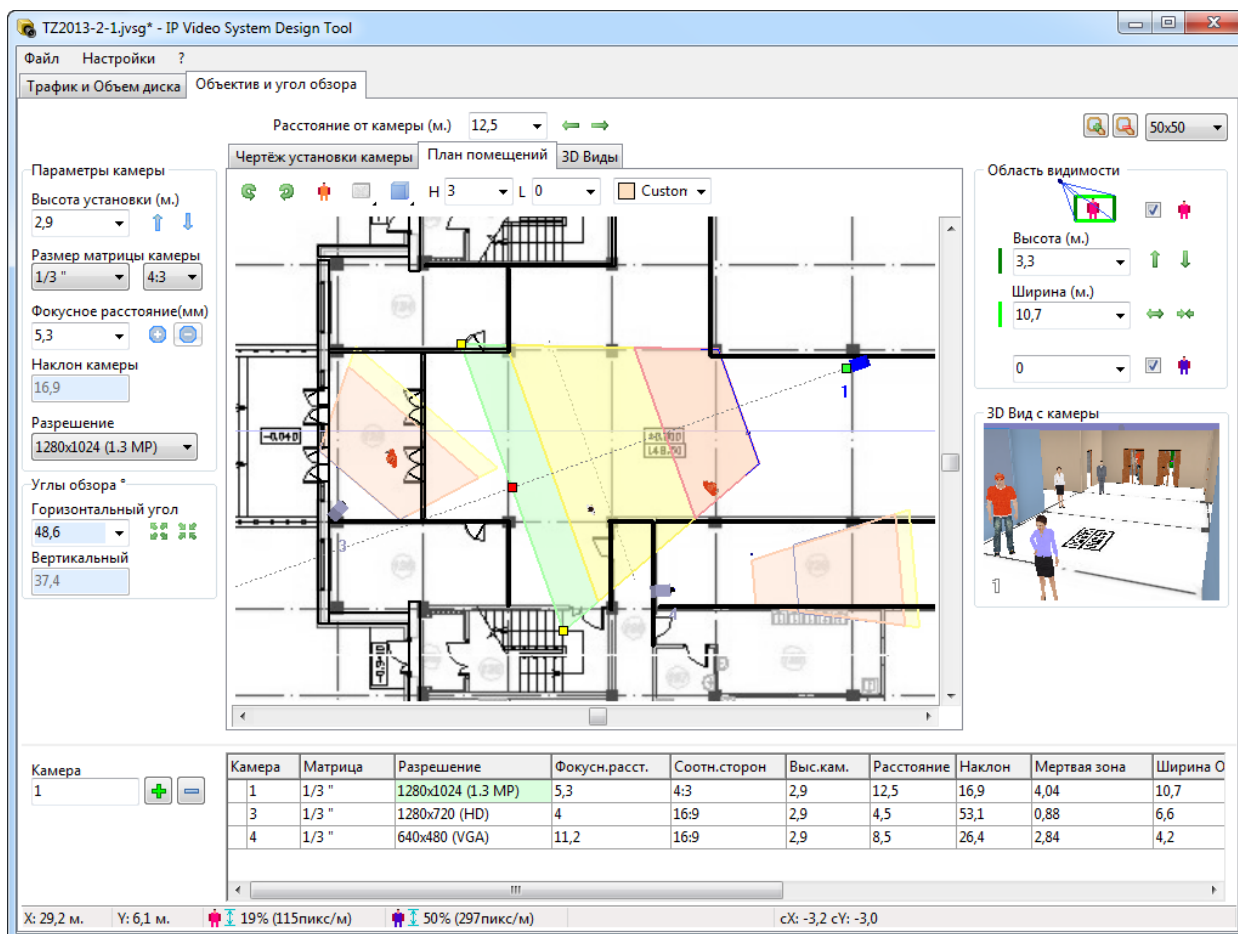 TZ2013-2-1.jvsg* - IP Video System Design Tool
Файл Настройки ?
Трафик и Объем диска Объектив и угол обзора
Расстояние от камеры (м.) 12,5 50x50
Чертёж установки камеры План помещений 3D Виды
H 3 L 0 Custom
Параметры камеры
Высота установки (м.)
2,9
Размер матрицы камеры
1/3 " 4:3
Фокусное расстояние(мм)
5,3
Наклон камеры
16,9
Разрешение
1280x1024 (1.3 MP)
Углы обзора °
Горизонтальный угол
48,6
Вертикальный
37,4
1
3
4
-0.040
Область видимости
Высота (м.)
3,3
Ширина (м.)
10,7
0
3D Вид с камеры
1
Камера
1
Камера Матрица Разрешение Фокусн.расст. Соотн.сторон Выс.кам. Расстояние Наклон Мертвая зона Ширина О
1 1/3 " 1280x1024 (1.3 MP) 5,3 4:3 2,9 12,5 16,9 4,04 10,7
3 1/3 " 1280x720 (HD) 4 16:9 2,9 4,5 53,1 0,88 6,6
4 1/3 " 640x480 (VGA) 11,2 16:9 2,9 8,5 26,4 2,84 4,2
X: 29,2 м. Y: 6,1 м. 19% (115пикс/м) 50% (297пикс/м) cX: -3,2 cY: -3,0